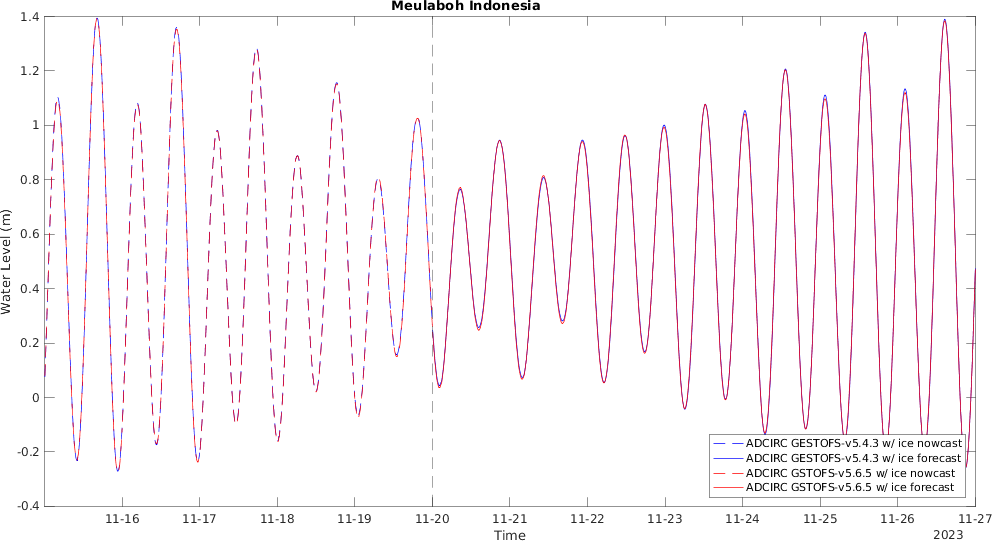 Meulaboh Indonesia
Water Level (m)
1.4
1.2
1
0.8
0.6
0.4
0.2
0
-0.2
-0.4
ADCIRC GESTOFS-v5.4.3 w/ ice nowcast
ADCIRC GESTOFS-v5.4.3 w/ ice forecast
ADCIRC GSTOFS-v5.6.5 w/ ice nowcast
ADCIRC GSTOFS-v5.6.5 w/ ice forecast
11-16 11-17 11-18 11-19 11-20 11-21 11-22 11-23 11-24 11-25 11-26 11-27
Time
2023